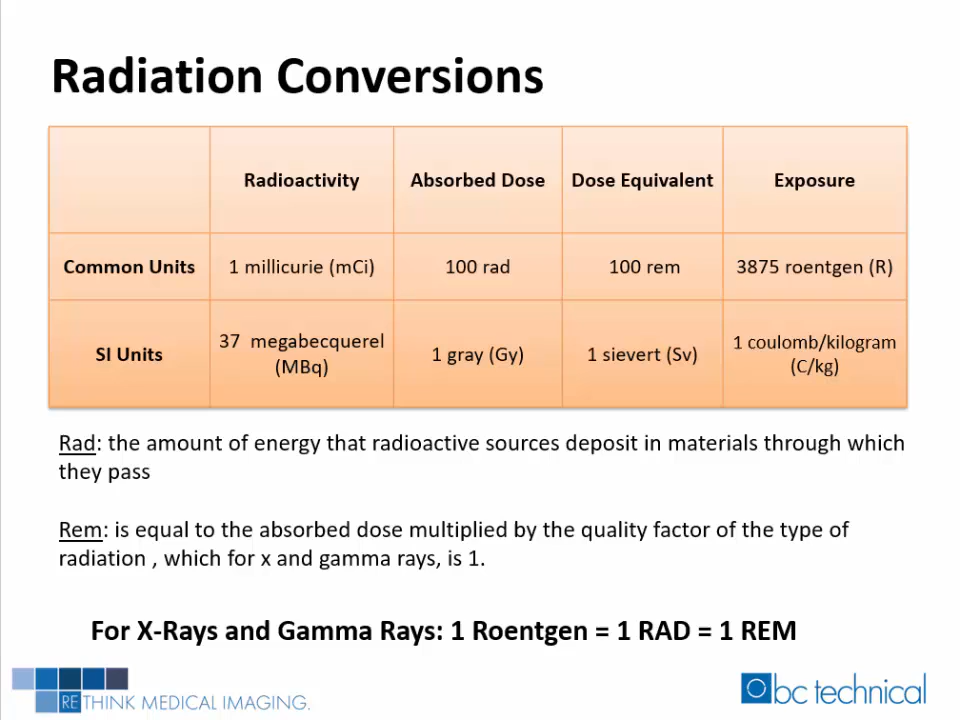 Radiation Conversions
Radioactivity Absorbed Dose Dose Equivalent Exposure
Common Units 1 millicurie (mCi) 100 rad 100 rem 3875 roentgen (R)
SI Units 37 megabecquerel (MBq) 1 gray (Gy) 1 sievert (Sv) 1 coulomb/kilogram (C/kg)
Rad: the amount of energy that radioactive sources deposit in materials through which
they pass
Rem: is equal to the absorbed dose multiplied by the quality factor of the type of
radiation , which for x and gamma rays, is 1.
For X-Rays and Gamma Rays: 1 Roentgen = 1 RAD = 1 REM
RETHINK MEDICAL IMAGING.
bc technical